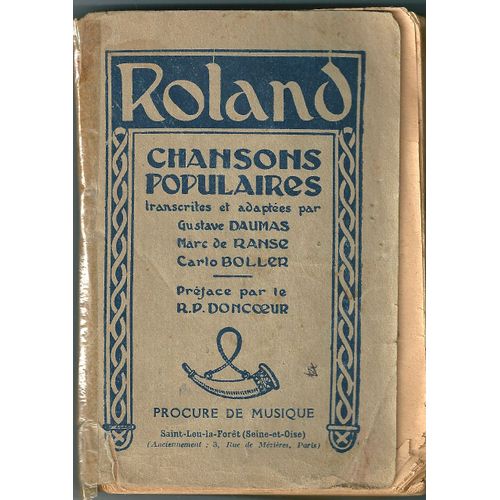 Roland
CHANSONS
POPULAIRES
transcrites et adaptées par
Gustave DAUMAS
Marc de RANSE
Carlo BOLLER
Préface par le
R.P. DONCŒUR
PROCURE DE MUSIQUE
Saint-Leu-la-Forêt (Seine-et-Oise)
(Anciennement : 3, Rue de Mézières, Paris)